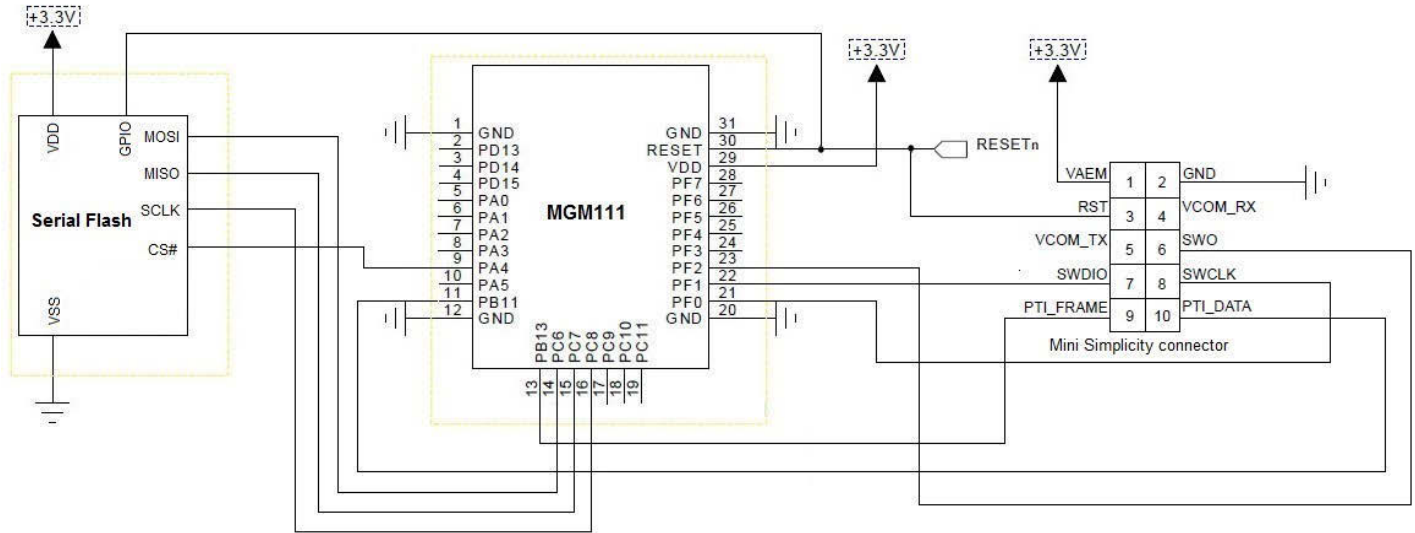 +3.3V
+3.3V
+3.3V
VDD
GPIO
MOSI
MISO
SCLK
CS#
Serial Flash
VSS
MGM111
1 GND
2 PD13
3 PD14
4 PD15
5 PA0
6 PA1
7 PA2
8 PA3
9 PA4
10 PA5
11 PB11
12 GND
13 PB13
14 PC6
15 PC7
16 PC8
17 PC9
18 PC10
19 PC11
GND 31
RESET 30
VDD 29
PF7 28
PF6 27
PF5 26
PF4 25
PF3 24
PF2 23
PF1 22
PF0 21
GND 20
RESETn
VAEM 1 2 GND
RST 3 4 VCOM_RX
VCOM_TX 5 6 SWO
SWDIO 7 8 SWCLK
PTI_FRAME 9 10 PTI_DATA
Mini Simplicity connector